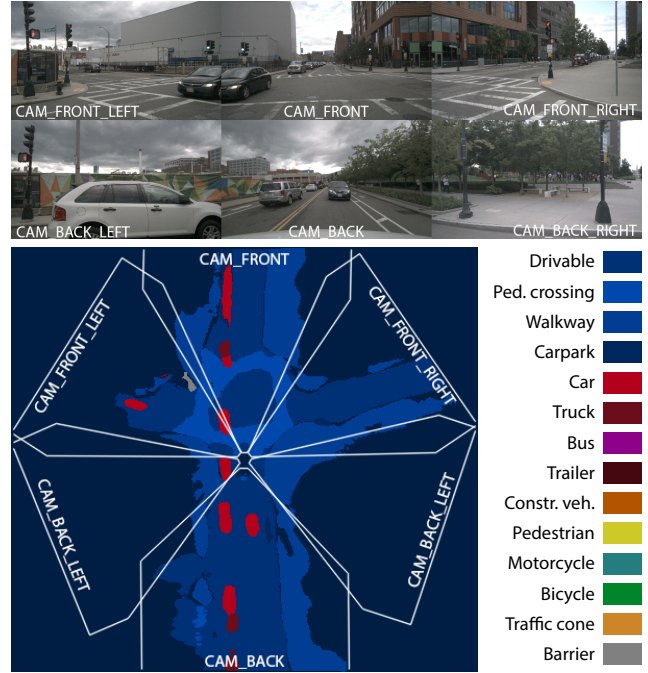 CAM_FRONT_LEFT
CAM_FRONT
CAM_FRONT_RIGHT
CAM_BACK_LEFT
CAM_BACK
CAM_BACK_RIGHT
CAM_FRONT
CAM_FRONT_LEFT
CAM_FRONT_RIGHT
CAM_BACK_LEFT
CAM_BACK_LEFT
CAM_BACK
Drivable
Ped. crossing
Walkway
Carpark
Car
Truck
Bus
Trailer
Constr. veh.
Pedestrian
Motorcycle
Bicycle
Traffic cone
Barrier